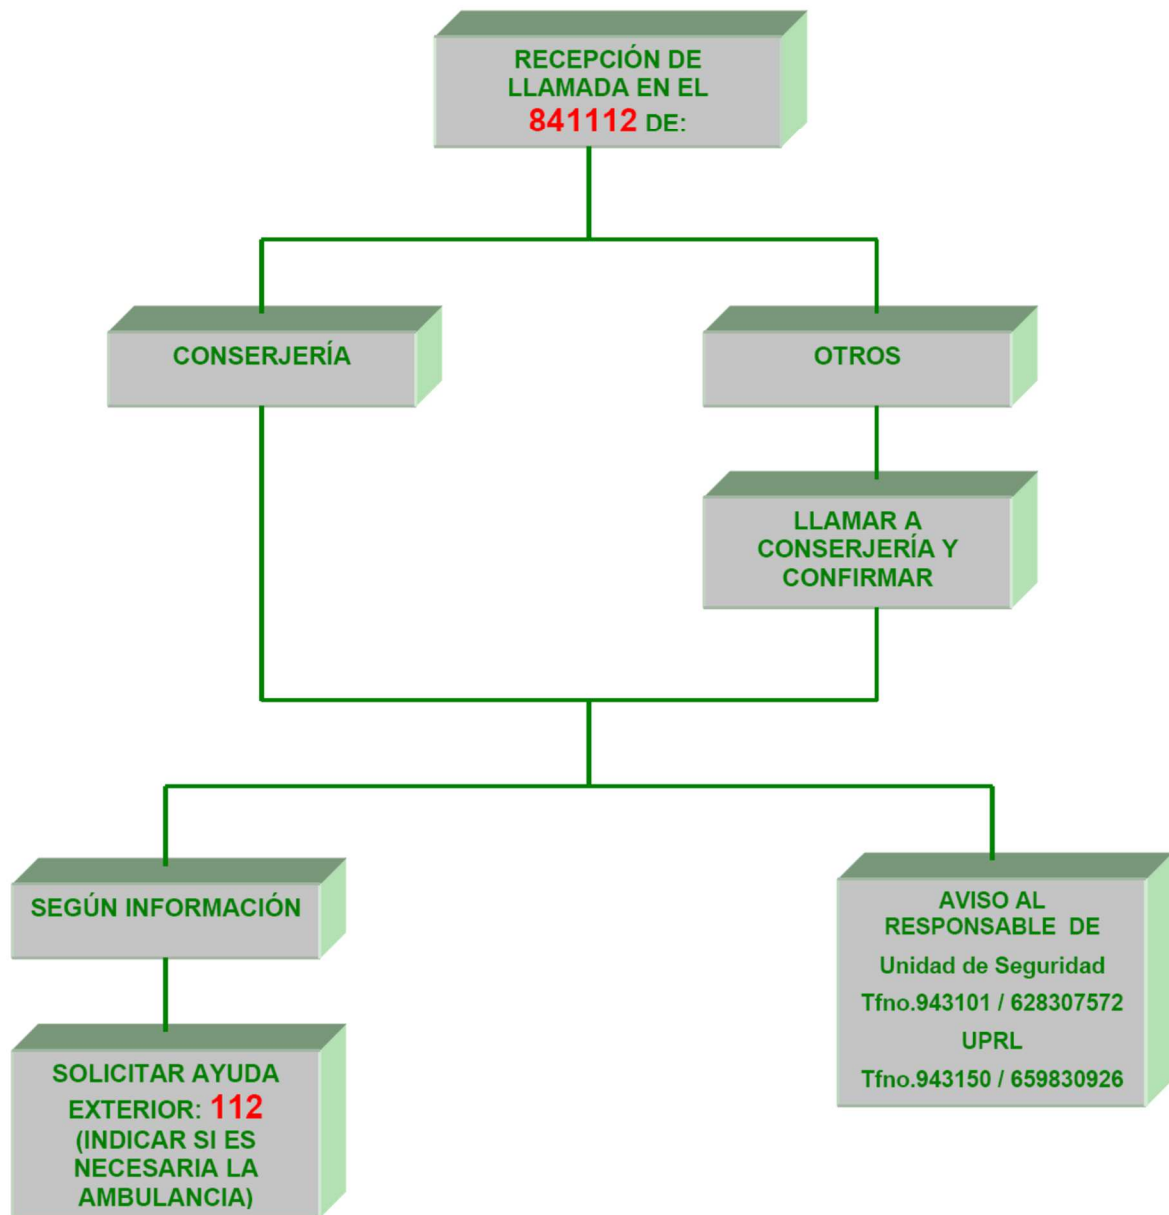 RECEPCIÓN DE
LLAMADA EN EL
841112 DE:
CONSERJERÍA
OTROS
LLAMAR A
CONSERJERÍA Y
CONFIRMAR
SEGÚN INFORMACIÓN
SOLICITAR AYUDA
EXTERIOR: 112
(INDICAR SI ES
NECESARIA LA
AMBULANCIA)
AVISO AL
RESPONSABLE DE
Unidad de Seguridad
Tfno.943101 / 628307572
UPRL
Tfno.943150 / 659830926